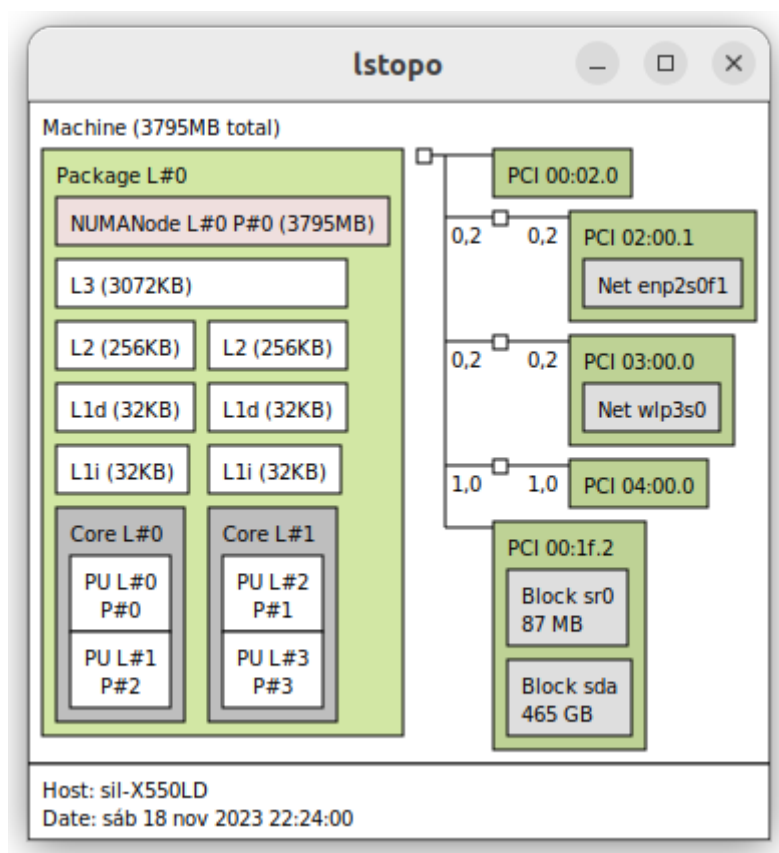 lstopo
Machine (3795MB total)
Package L#0
NUMANode L#0 P#0 (3795MB)
L3 (3072KB)
L2 (256KB)
L2 (256KB)
L1d (32KB)
L1d (32KB)
L1i (32KB)
L1i (32KB)
Core L#0
PU L#0
P#0
PU L#1
P#2
Core L#1
PU L#2
P#1
PU L#3
P#3
PCI 00:02.0
0,2
0,2
PCI 02:00.1
Net enp2s0f1
0,2
0,2
PCI 03:00.0
Net wlp3s0
1,0
1,0
PCI 04:00.0
PCI 00:1f.2
Block sr0
87 MB
Block sda
465 GB
Host: sil-X550LD
Date: sáb 18 nov 2023 22:24:00